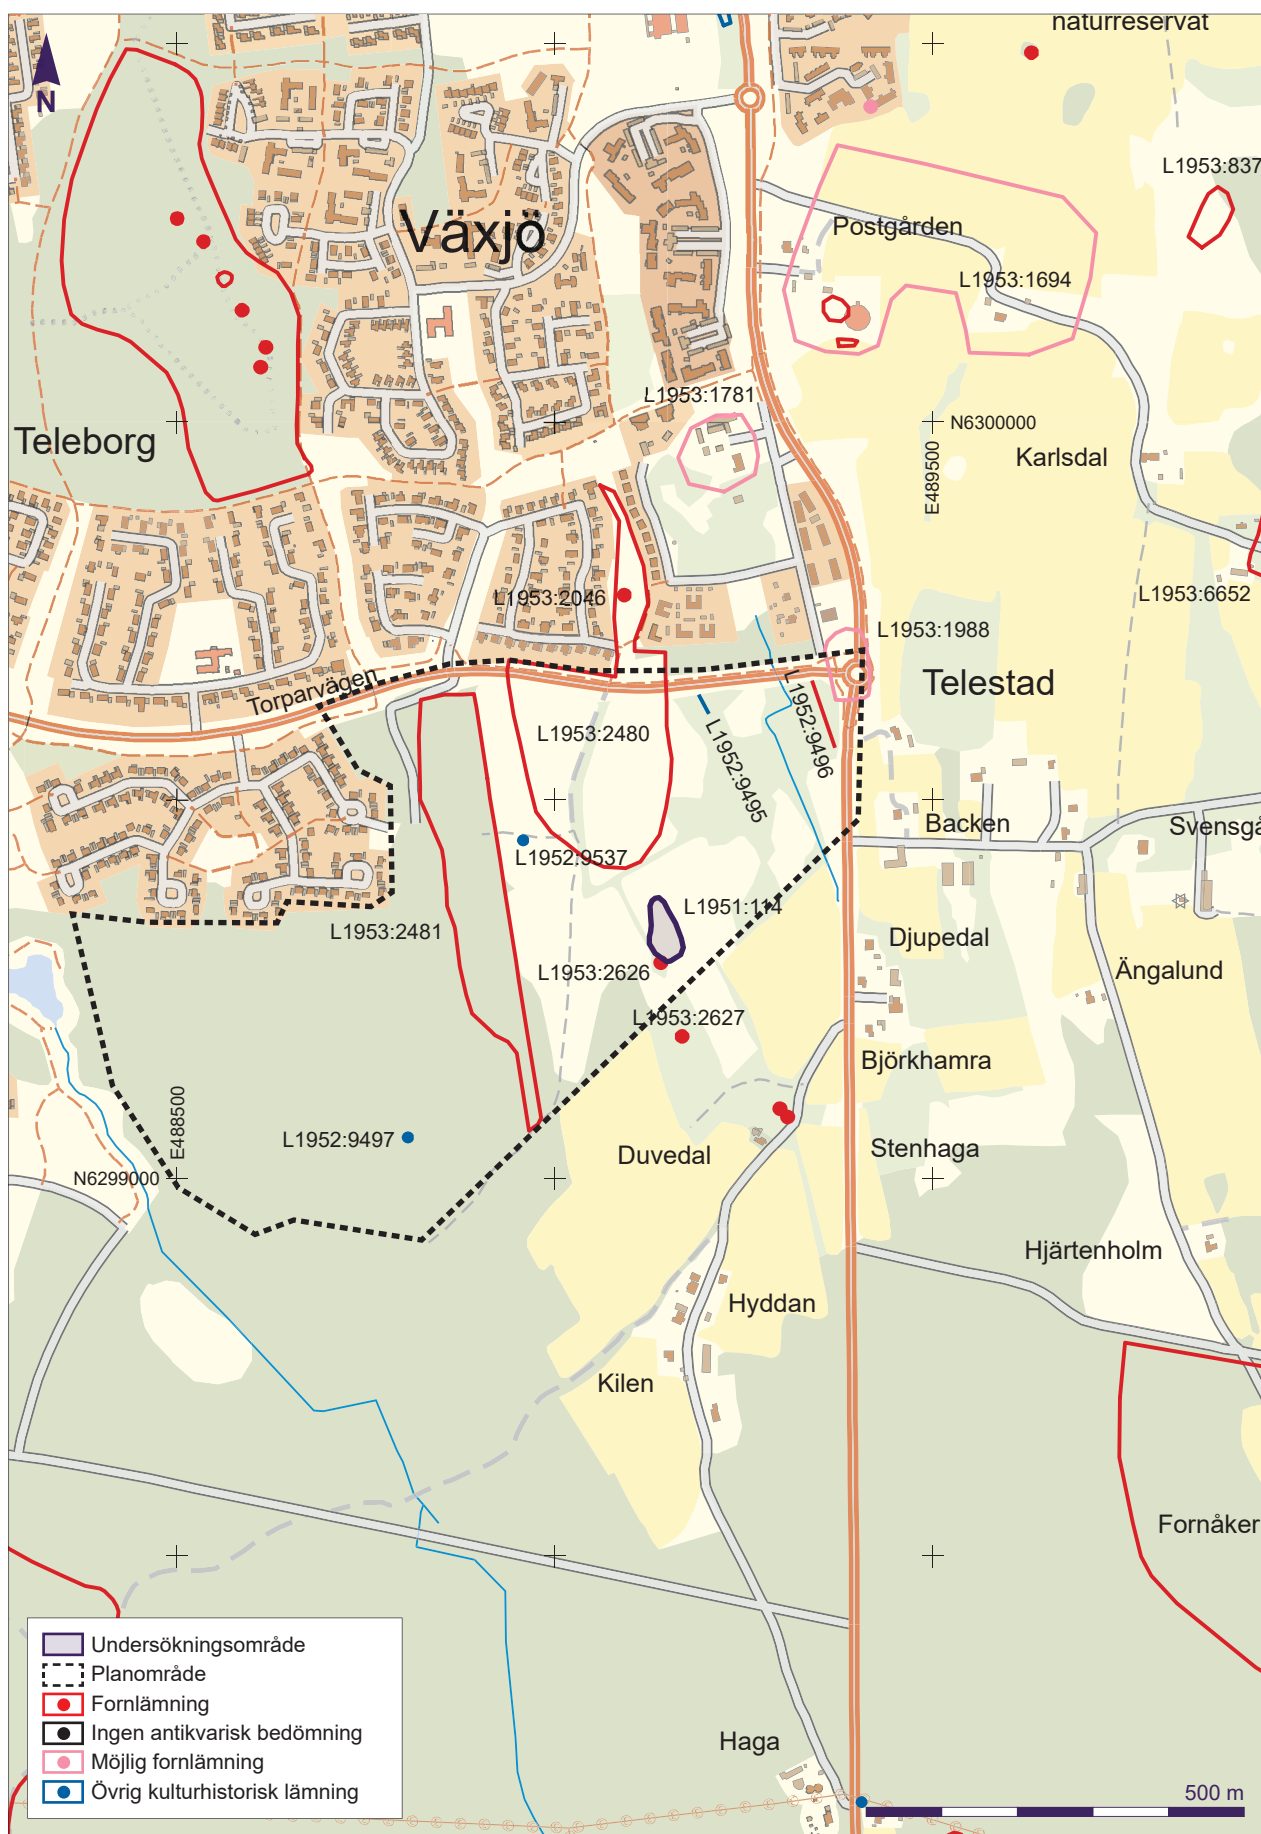 naturreservat
N
L1953:837
Växjö
Postgården
L1953:1694
L1953:1781
N6300000
Teleborg
Karlsdal
E489500
L1953:2046
L1953:6652
L1953:1988
Telestad
Torparvägen
L1952:9496
L1953:2480
L1952:9495
Backen
Svensgå
L1952:9537
L1951:114
L1953:2481
Djupedal
L1953:2626
Ängalund
L1953:2627
Björkhamra
E488500
L1952:9497
Duvedal
Stenhaga
N6299000
Hjärtenholm
Hyddan
Kilen
Fornåker
Undersökningsområde
Planområde
Fornlämning
Ingen antikvarisk bedömning
Möjlig fornlämning
Övrig kulturhistorisk lämning
Haga
500 m